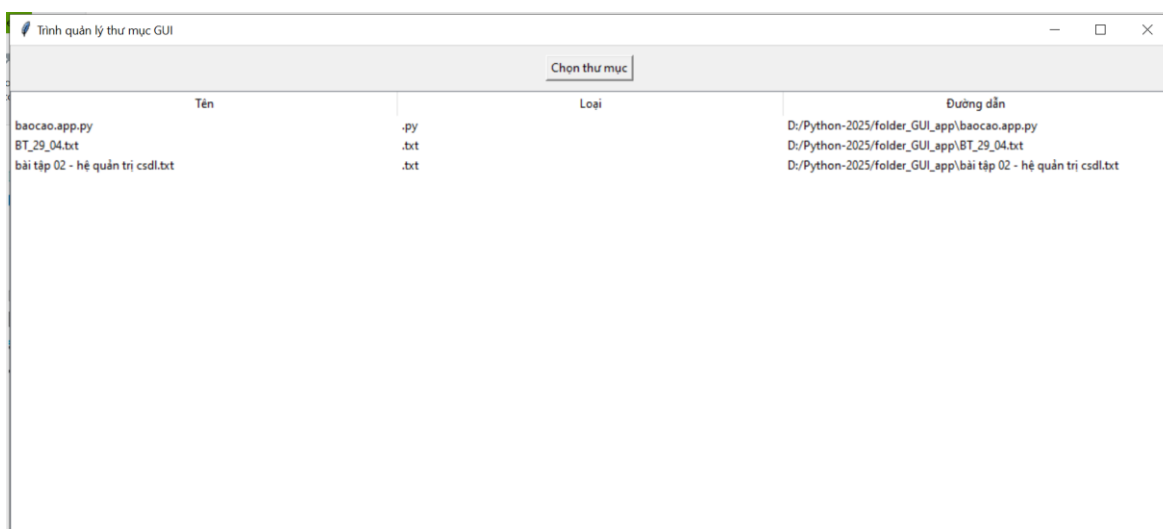 Trình quản lý thư mục GUI
Chọn thư mục
Tên Loại Đường dẫn
baocao.app.py .py D:/Python-2025/folder_GUI_app\baocao.app.py
BT_29_04.txt .txt D:/Python-2025/folder_GUI_app\BT_29_04.txt
bài tập 02 - hệ quản trị csdl.txt .txt D:/Python-2025/folder_GUI_app\bài tập 02 - hệ quản trị csdl.txt